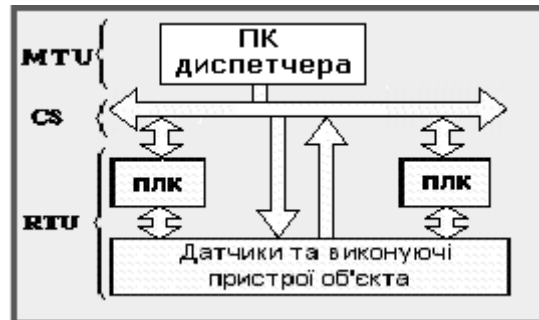 MTU
ПК
диспетчера
CS
RTU
ПЛК
ПЛК
Датчики та виконуючі
пристрої об'єкта